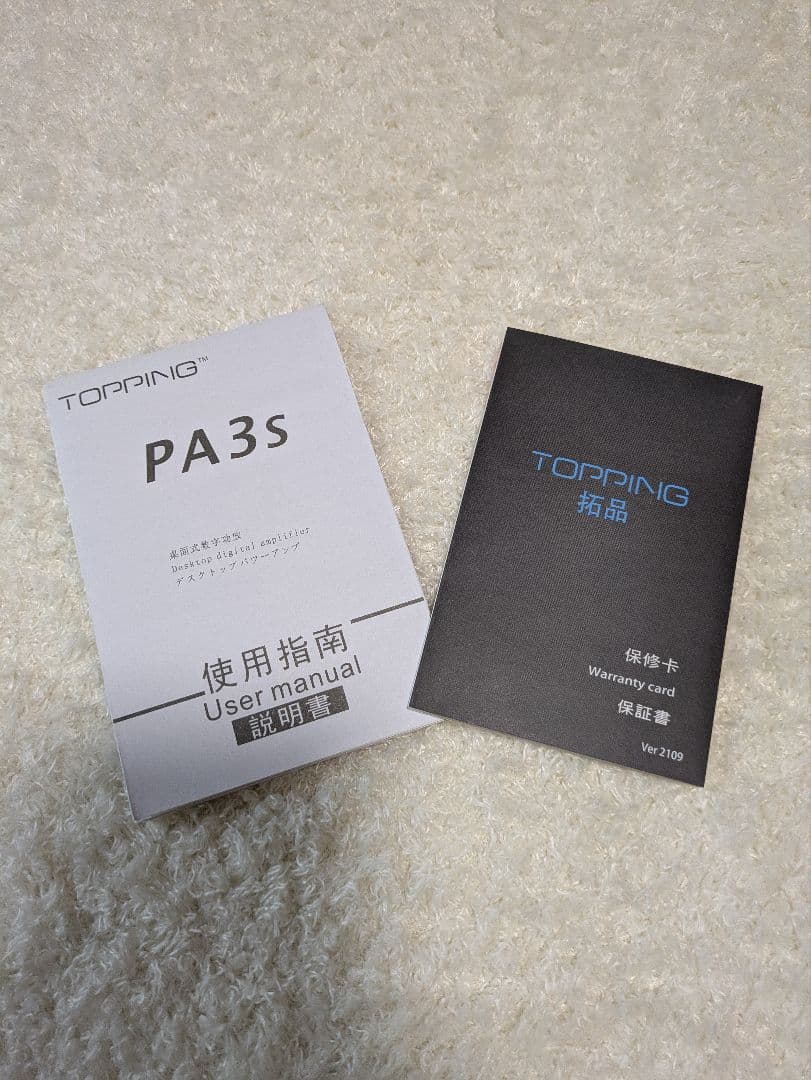 TOPPING™
PA3s
桌面式数字功放
Desktop digital amplifier
デスクトップパワーアンプ
使用指南
User manual
説明書
TOPPING
拓品
保修卡
Warranty card
保証書
Ver 2109